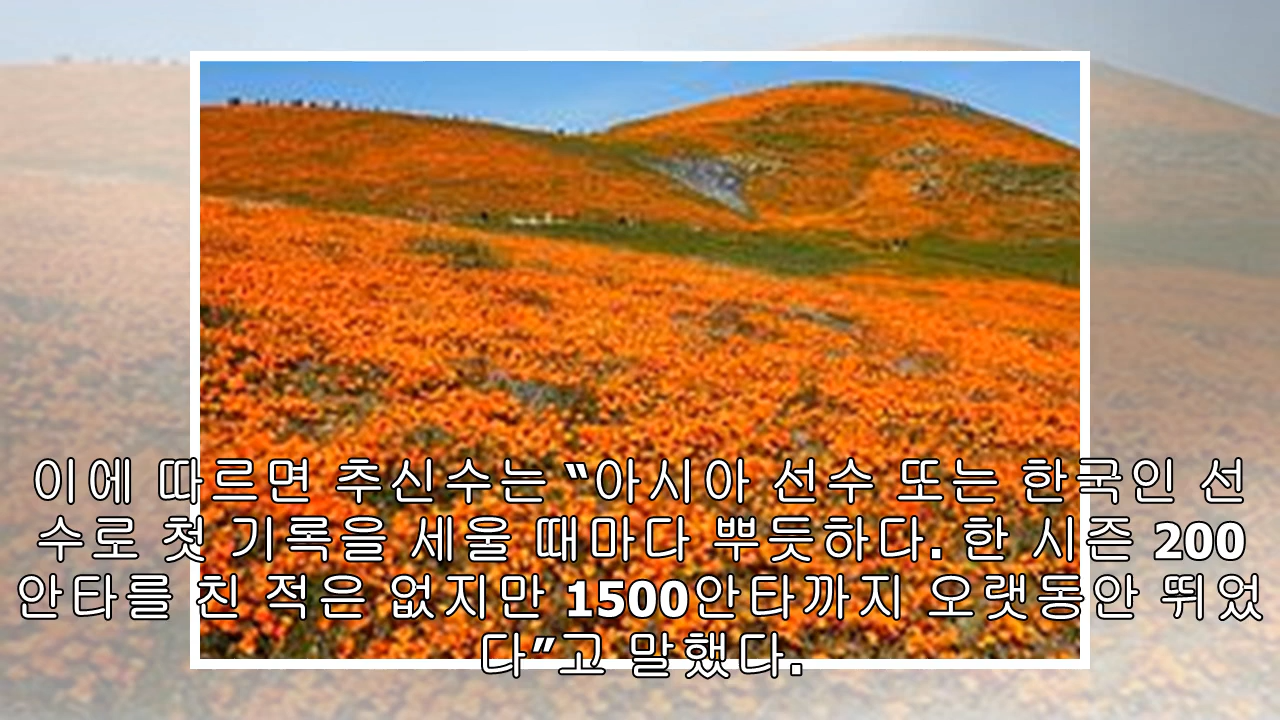 이에 따르면 추신수는 “아시아 선수 또는 한국인 선
수로 첫 기록을 세울 때마다 뿌듯하다. 한 시즌 200
안타를 친 적은 없지만 1500안타까지 오랫동안 뛰었
다”고 말했다.